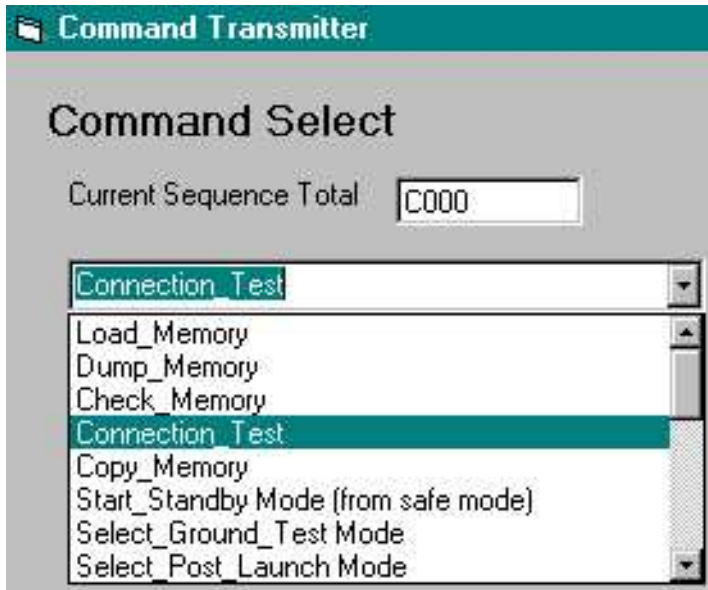 Command Transmitter
Command Select
Current Sequence Total C000
Connection_Test
Load_Memory
Dump_Memory
Check_Memory
Connection_Test
Copy_Memory
Start_Standby Mode (from safe mode)
Select_Ground_Test Mode
Select_Post_Launch Mode